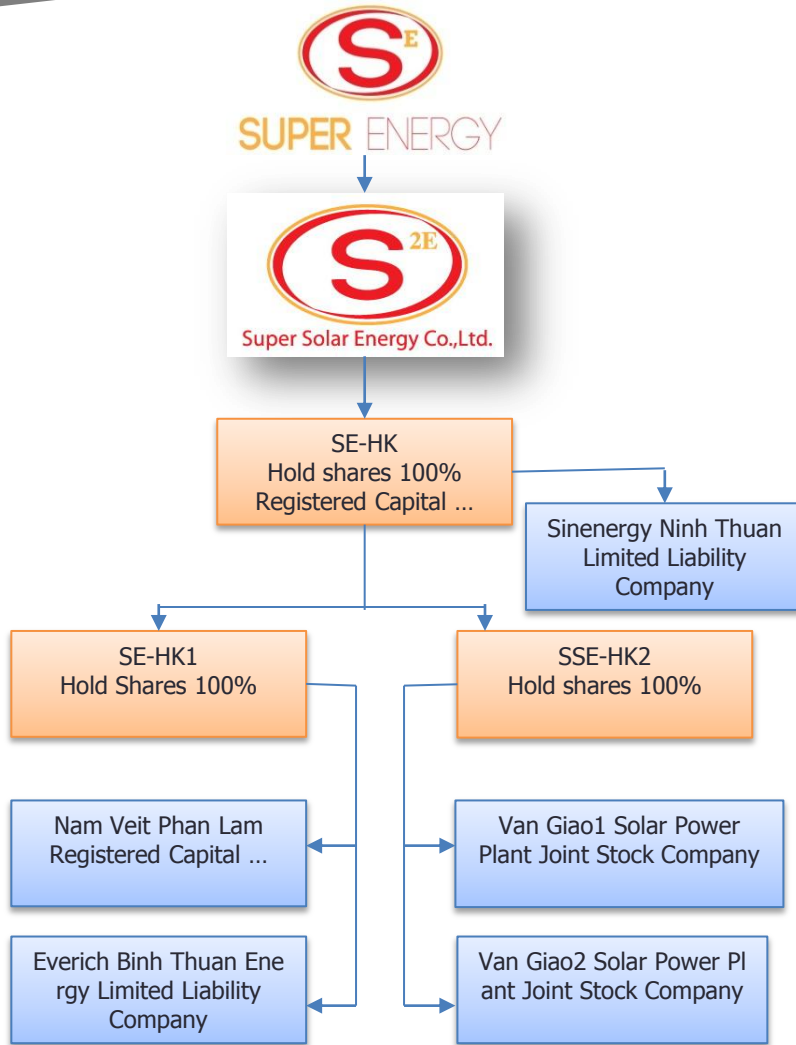 S E
SUPER ENERGY
S 2E
Super Solar Energy Co.,Ltd.
SE-HK
Hold shares 100%
Registered Capital ...
Sinenergy Ninh Thuan
Limited Liability
Company
SE-HK1
Hold Shares 100%
SSE-HK2
Hold shares 100%
Nam Veit Phan Lam
Registered Capital ...
Van Giao1 Solar Power
Plant Joint Stock Company
Everich Binh Thuan Ene
rgy Limited Liability
Company
Van Giao2 Solar Power Pl
ant Joint Stock Company